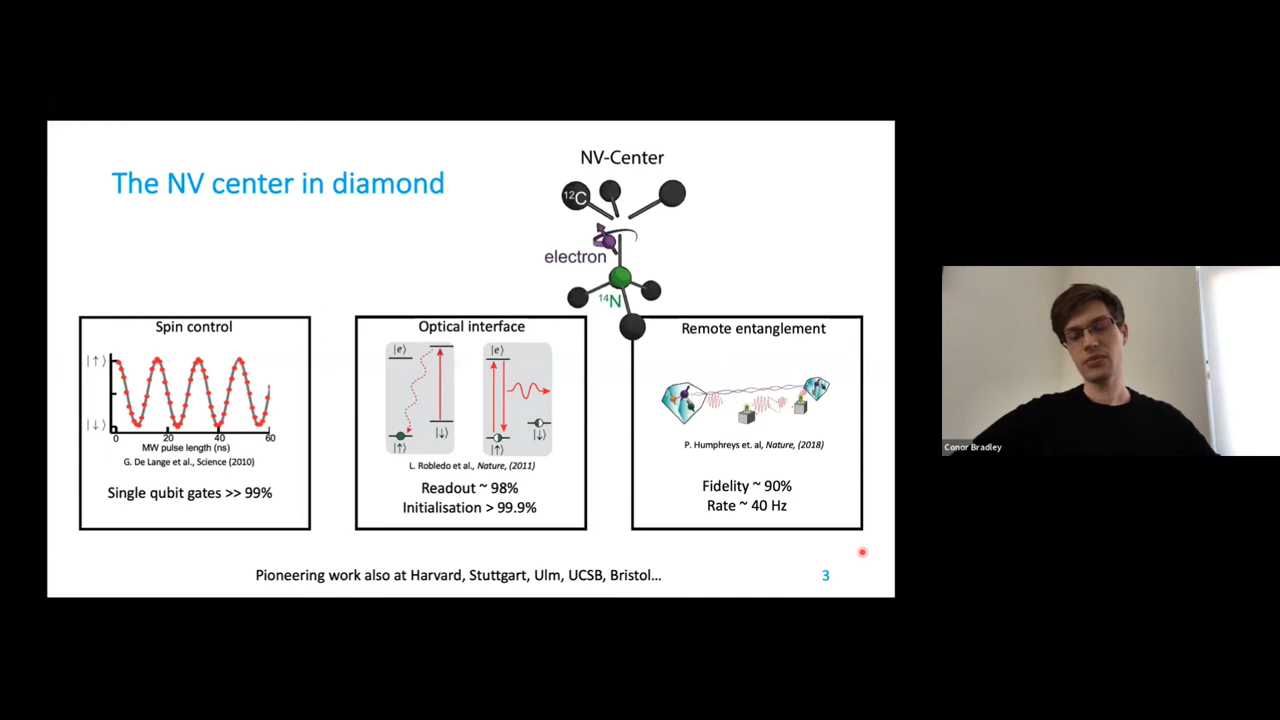 The NV center in diamond
NV-Center
¹²C
electron
¹⁴N
Spin control
|↑⟩
|↓⟩
0 20 40 60
MW pulse length (ns)
G. De Lange et al., Science (2010)
Single qubit gates >> 99%
Optical interface
|e⟩
|e⟩
|↑⟩
|↓⟩
|↑⟩
|↓⟩
L. Robledo et al., Nature, (2011)
Readout ~ 98%
Initialisation > 99.9%
Remote entanglement
P. Humphreys et. al, Nature, (2018)
Fidelity ~ 90%
Rate ~ 40 Hz
Pioneering work also at Harvard, Stuttgart, Ulm, UCSB, Bristol...
3
Conor Bradley